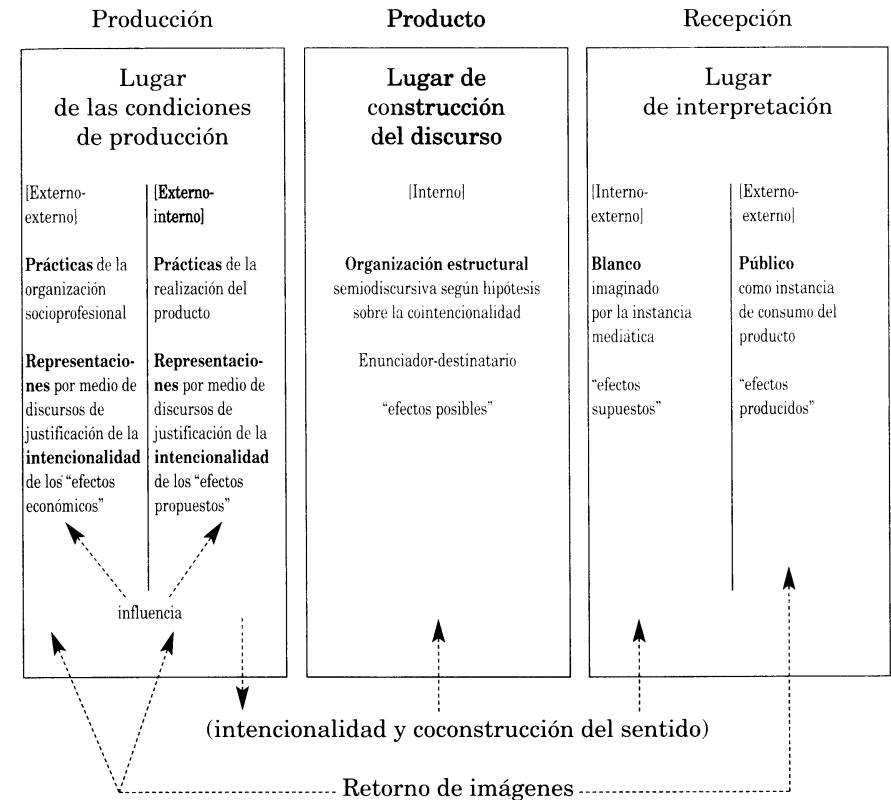 Producción
Lugar
de las condiciones
de producción
[Externo-
externo]
Prácticas de la
organización
socioprofesional
Representacio-
nes por medio de
discursos de
justificación de la
intencionalidad
de los “efectos
económicos”
[Externo-
interno]
Prácticas de la
realización del
producto
Representacio-
nes por medio de
discursos de
justificación de la
intencionalidad
de los “efectos
propuestos”
influencia
Producto
Lugar de
construcción
del discurso
[Interno]
Organización estructural
semiodiscursiva según hipótesis
sobre la cointencionalidad
Enunciador-destinatario
“efectos posibles”
Recepción
Lugar
de interpretación
[Interno-
externo]
Blanco
imaginado
por la instancia
mediática
“efectos
supuestos”
[Externo-
externo]
Público
como instancia
de consumo del
producto
“efectos
producidos”
(intencionalidad y coconstrucción del sentido)
Retorno de imágenes